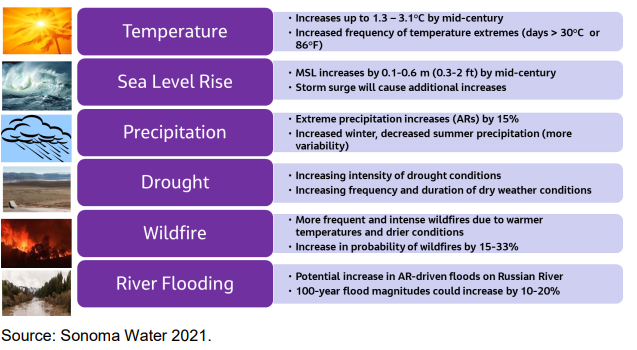 Temperature
• Increases up to 1.3 – 3.1°C by mid-century
• Increased frequency of temperature extremes (days > 30°C or
86°F)
Sea Level Rise
• MSL increases by 0.1-0.6 m (0.3-2 ft) by mid-century
• Storm surge will cause additional increases
Precipitation
• Extreme precipitation increases (ARs) by 15%
• Increased winter, decreased summer precipitation (more
variability)
Drought
• Increasing intensity of drought conditions
• Increasing frequency and duration of dry weather conditions
Wildfire
• More frequent and intense wildfires due to warmer
temperatures and drier conditions
• Increase in probability of wildfires by 15-33%
River Flooding
• Potential increase in AR-driven floods on Russian River
• 100-year flood magnitudes could increase by 10-20%
Source: Sonoma Water 2021.